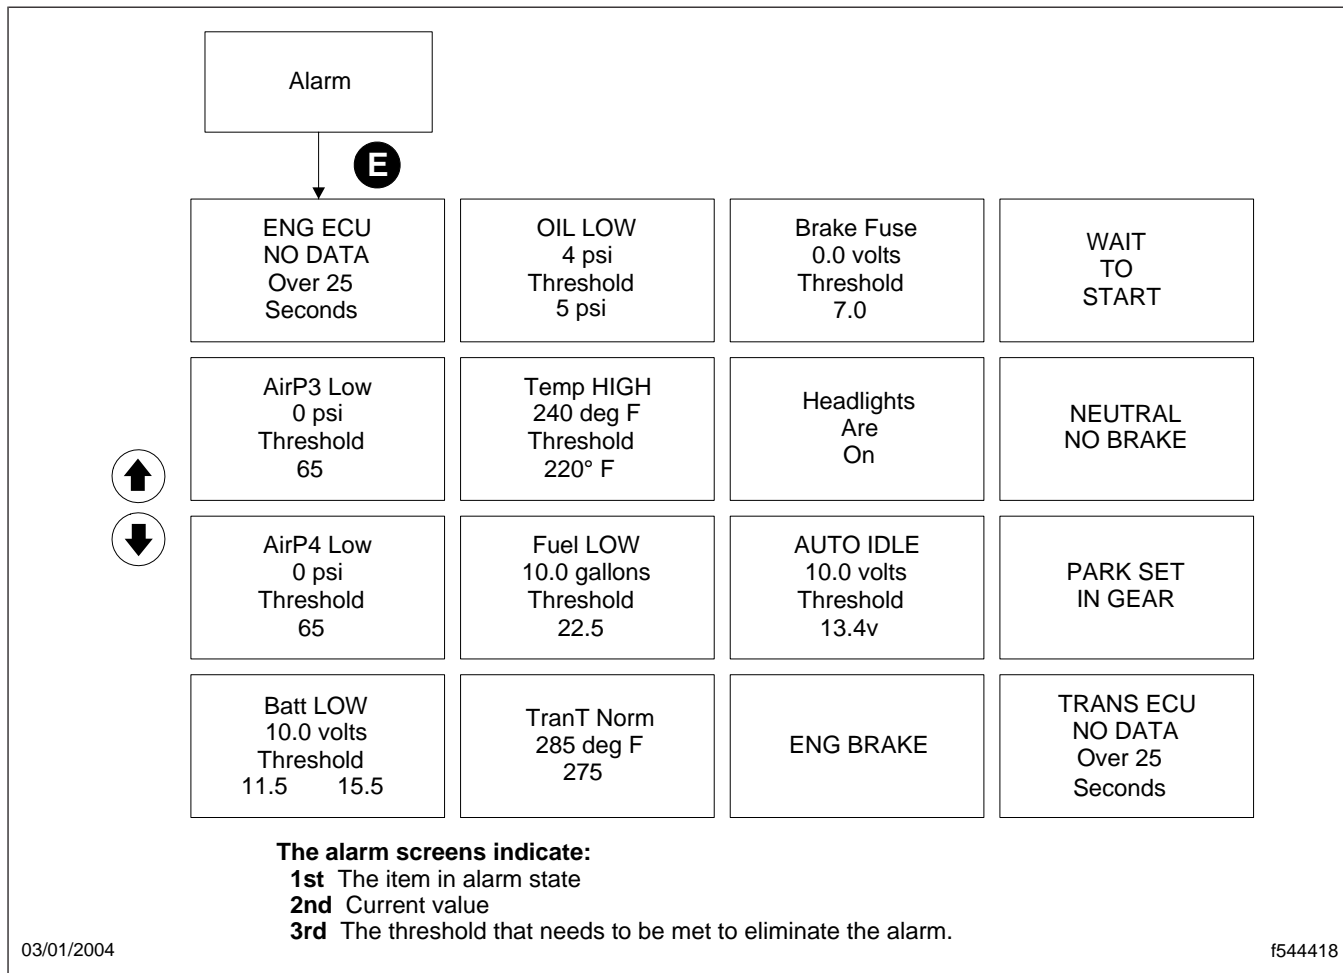 Alarm
E
ENG ECU
NO DATA
Over 25
Seconds
OIL LOW
4 psi
Threshold
5 psi
Brake Fuse
0.0 volts
Threshold
7.0
WAIT
TO
START
AirP3 Low
0 psi
Threshold
65
Temp HIGH
240 deg F
Threshold
220° F
Headlights
Are
On
NEUTRAL
NO BRAKE
AirP4 Low
0 psi
Threshold
65
Fuel LOW
10.0 gallons
Threshold
22.5
AUTO IDLE
10.0 volts
Threshold
13.4v
PARK SET
IN GEAR
Batt LOW
10.0 volts
Threshold
11.5 15.5
TranT Norm
285 deg F
275
ENG BRAKE
TRANS ECU
NO DATA
Over 25
Seconds
The alarm screens indicate:
1st The item in alarm state
2nd Current value
3rd The threshold that needs to be met to eliminate the alarm.
03/01/2004
f544418